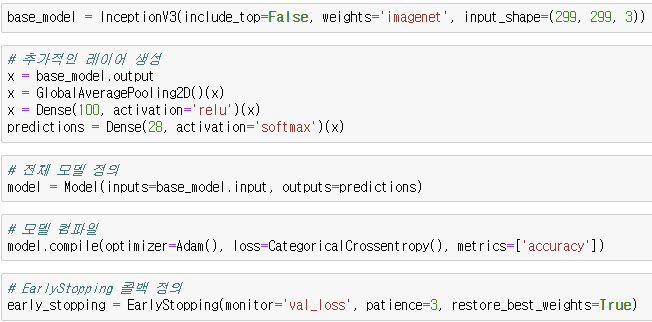 base_model = InceptionV3(include_top=False, weights='imagenet', input_shape=(299, 299, 3))
# 추가적인 레이어 생성
x = base_model.output
x = GlobalAveragePooling2D()(x)
x = Dense(100, activation='relu')(x)
predictions = Dense(28, activation='softmax')(x)
# 전체 모델 정의
model = Model(inputs=base_model.input, outputs=predictions)
# 모델 컴파일
model.compile(optimizer=Adam(), loss=CategoricalCrossentropy(), metrics=['accuracy'])
# EarlyStopping 콜백 정의
early_stopping = EarlyStopping(monitor='val_loss', patience=3, restore_best_weights=True)